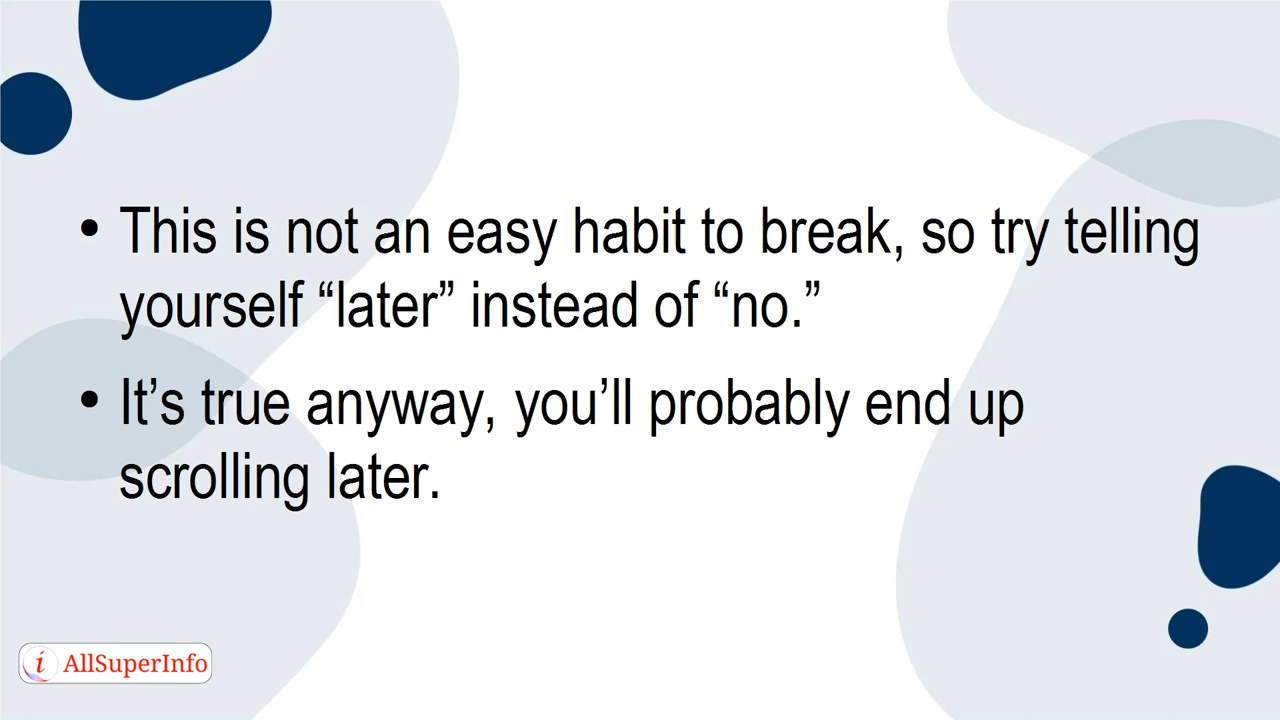 • This is not an easy habit to break, so try telling
yourself “later” instead of “no.”
• It’s true anyway, you’ll probably end up
scrolling later.
i AllSuperInfo